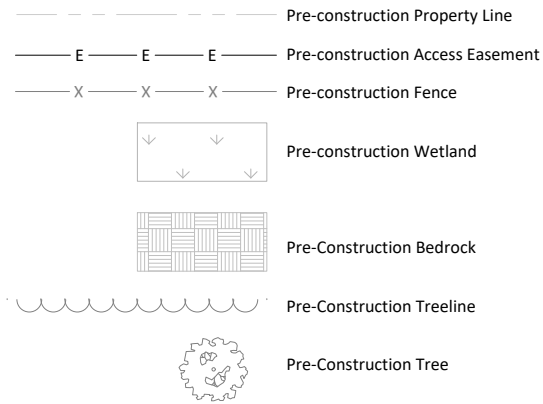 Pre-construction Property Line
E E E Pre-construction Access Easement
X X X Pre-construction Fence
Pre-construction Wetland
Pre-Construction Bedrock
Pre-Construction Treeline
Pre-Construction Tree